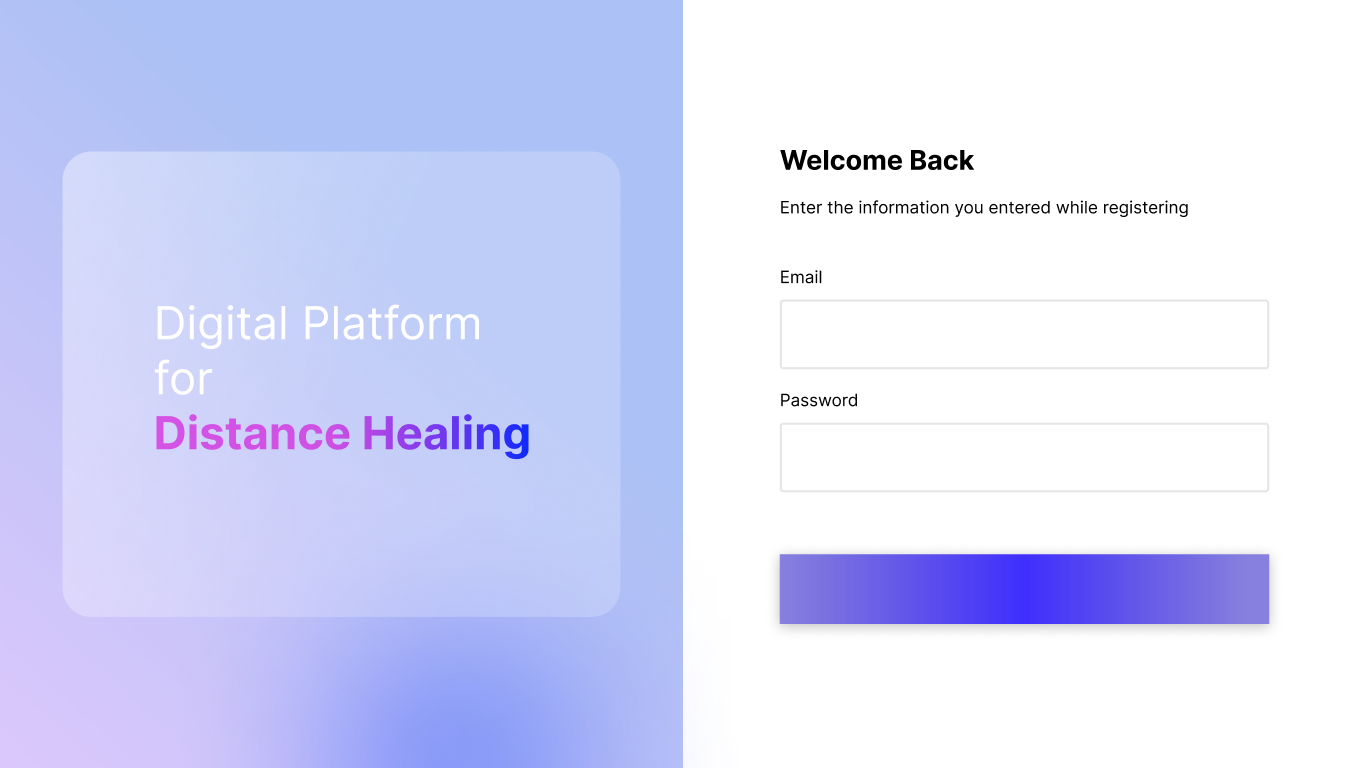 Digital Platform
for
Distance Healing
Welcome Back
Enter the information you entered while registering
Email
Password